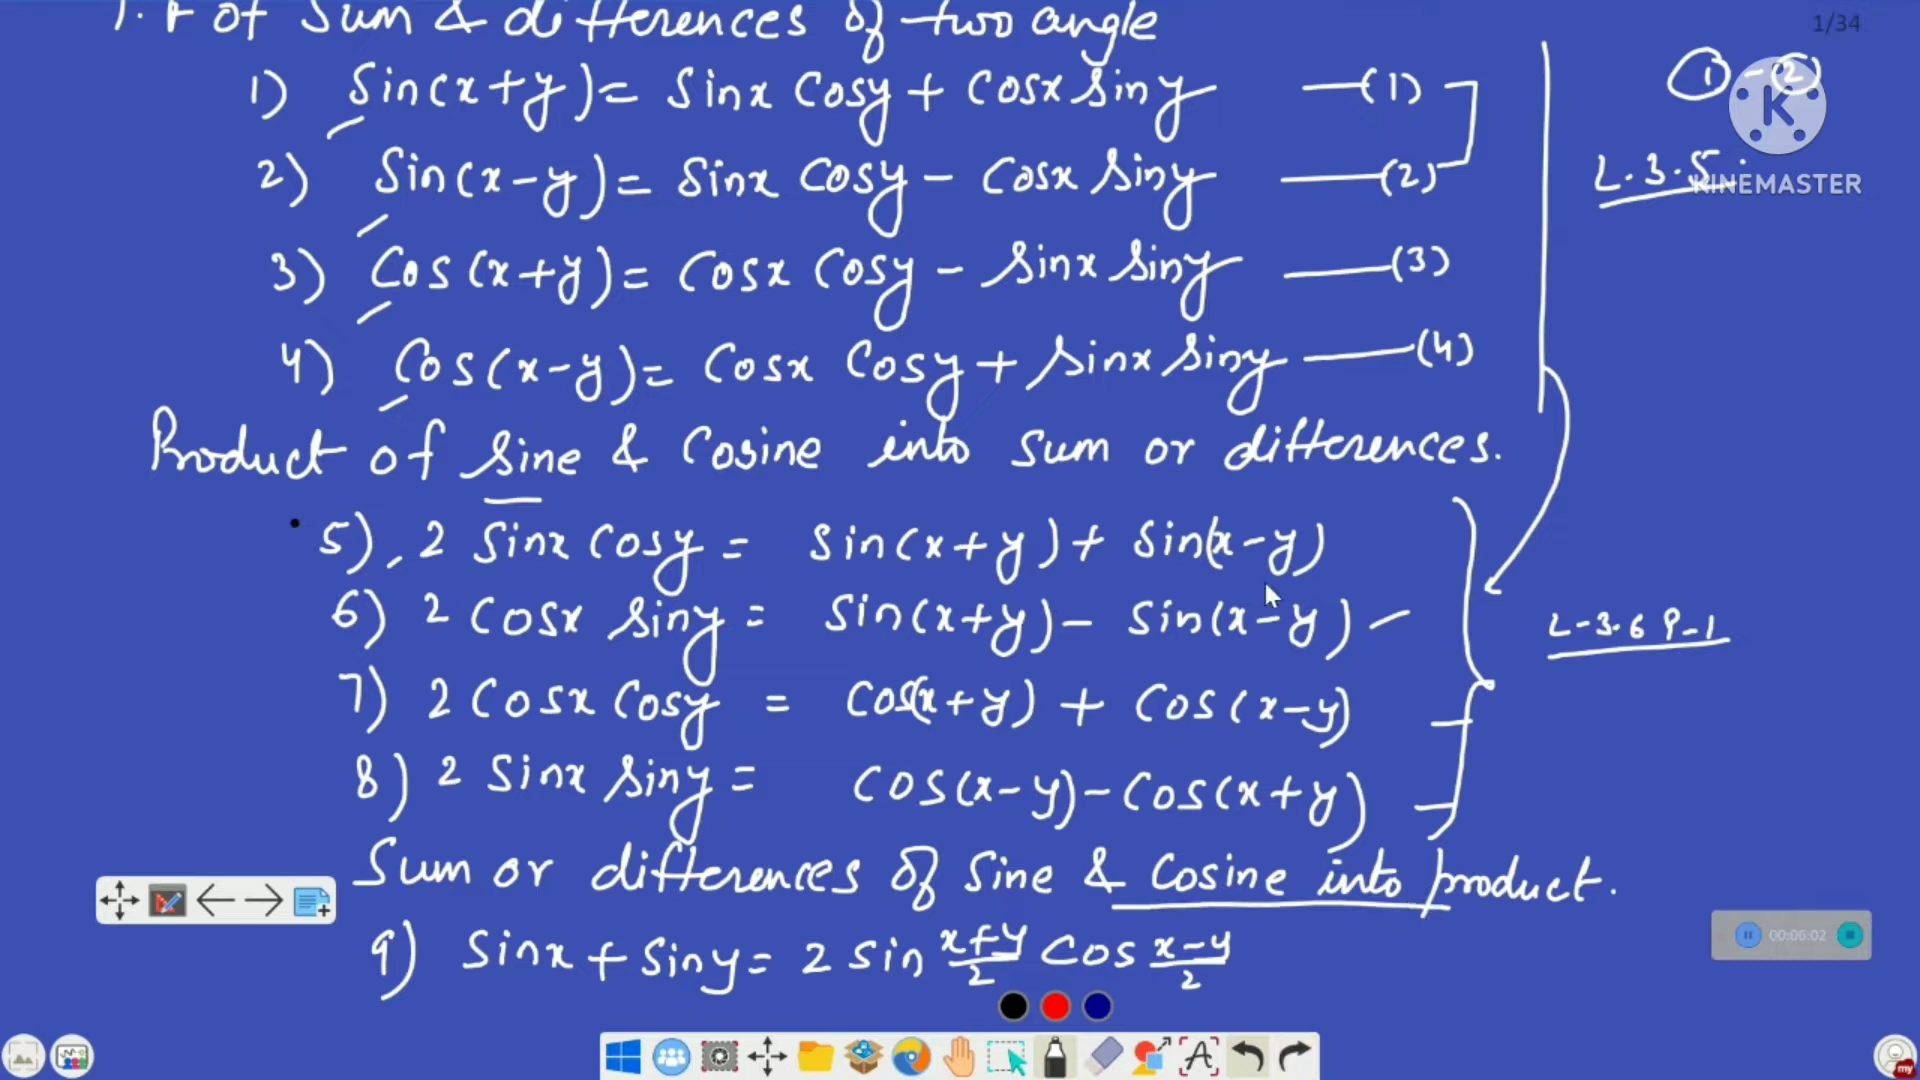 T.F of Sum & differences of two angle
1/34
1) Sin(x+y)= Sinx Cosy + Cosx Siny —(1)
① - ②
2) Sin(x-y)= Sinx Cosy - Cosx Siny —(2)
L.3.5
KINEMASTER
3) Cos(x+y)= Cosx Cosy - Sinx Siny —(3)
4) Cos(x-y)= Cosx Cosy + Sinx Siny —(4)
Product of Sine & Cosine into Sum or differences.
5) 2 Sinx Cosy = Sin(x+y)+ Sin(x-y)
6) 2 Cosx Siny = Sin(x+y)- Sin(x-y)
L-3.6 P-1
7) 2 Cosx Cosy = Cos(x+y) + Cos(x-y)
8) 2 Sinx Siny = Cos(x-y)-Cos(x+y)
Sum or differences of Sine & Cosine into product.
9) Sinx + Siny = 2 Sin x+y/2 Cos x-y/2
00:06:02
my